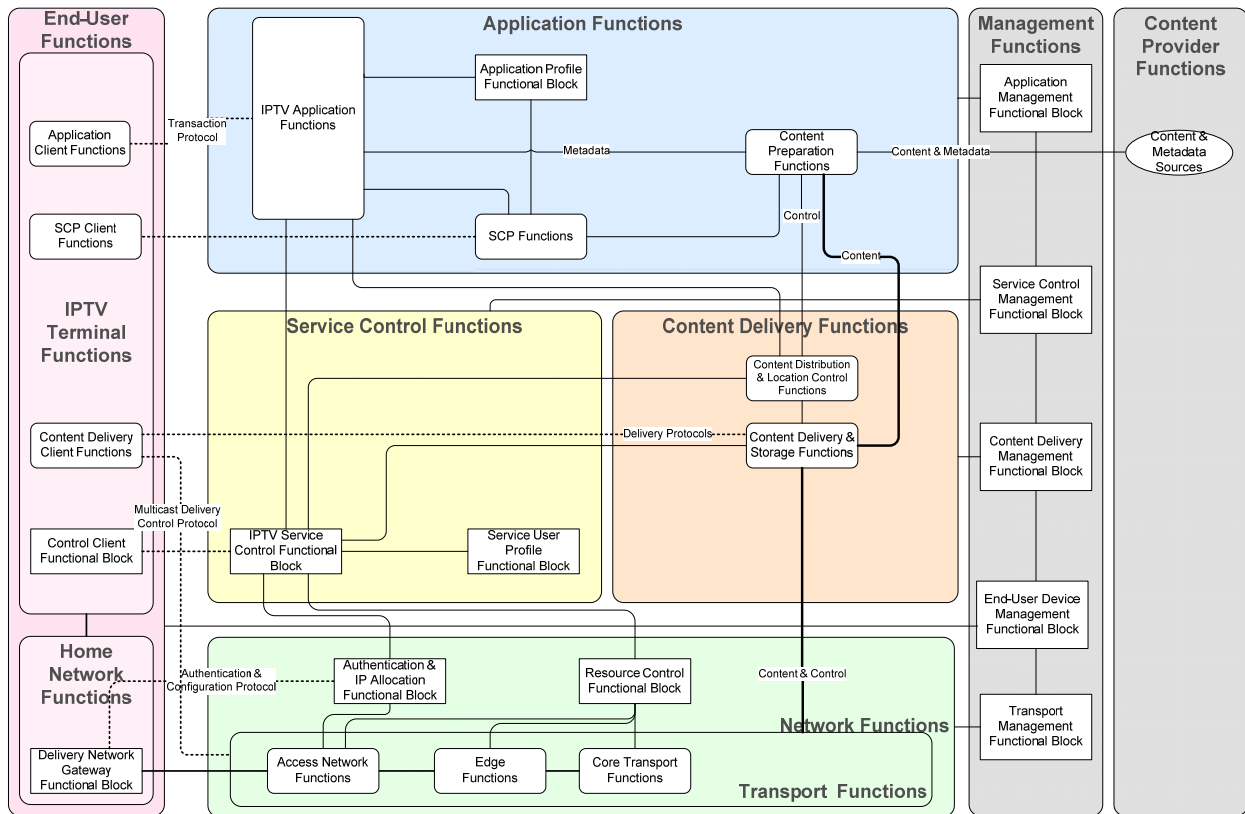 End-User
Functions
Application Client Functions
SCP Client Functions
IPTV
Terminal
Functions
Content Delivery Client Functions
Control Client Functional Block
Home
Network
Functions
Delivery Network Gateway Functional Block
Transaction Protocol
Multicast Delivery Control Protocol
Authentication & Configuration Protocol
Application Functions
IPTV Application Functions
Application Profile Functional Block
Metadata
Content Preparation Functions
Content & Metadata
SCP Functions
Control
Content
Service Control Functions
IPTV Service Control Functional Block
Service User Profile Functional Block
Content Delivery Functions
Content Distribution & Location Control Functions
Delivery Protocols
Content Delivery & Storage Functions
Authentication & IP Allocation Functional Block
Resource Control Functional Block
Content & Control
Network Functions
Access Network Functions
Edge Functions
Core Transport Functions
Transport Functions
Management
Functions
Application Management Functional Block
Service Control Management Functional Block
Content Delivery Management Functional Block
End-User Device Management Functional Block
Transport Management Functional Block
Content
Provider
Functions
Content & Metadata Sources